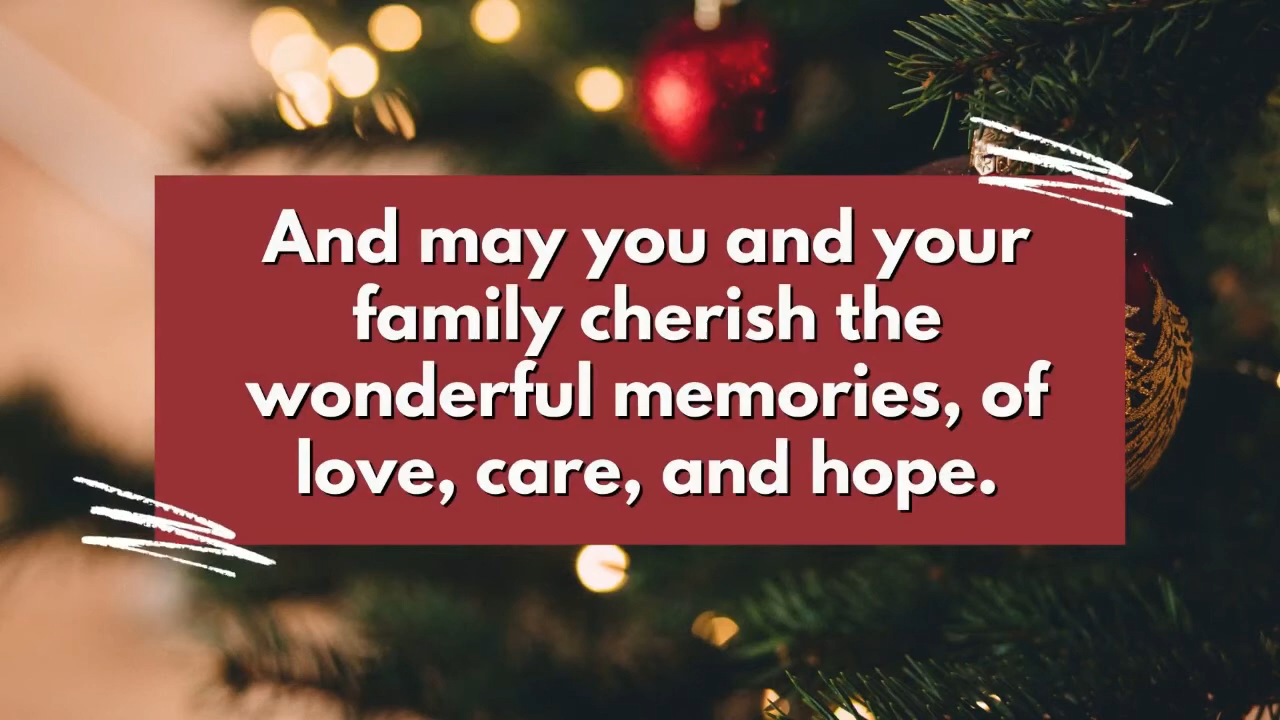 And may you and your
family cherish the
wonderful memories, of
love, care, and hope.